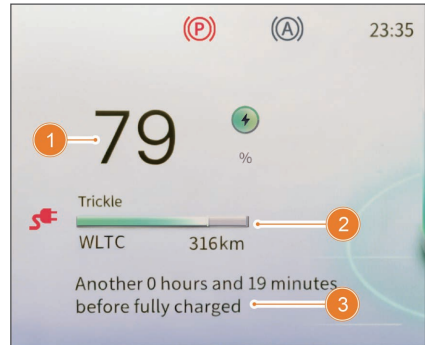 (P)
(A)
23:35
1
79
%
Trickle
2
WLTC
316km
Another 0 hours and 19 minutes
before fully charged
3